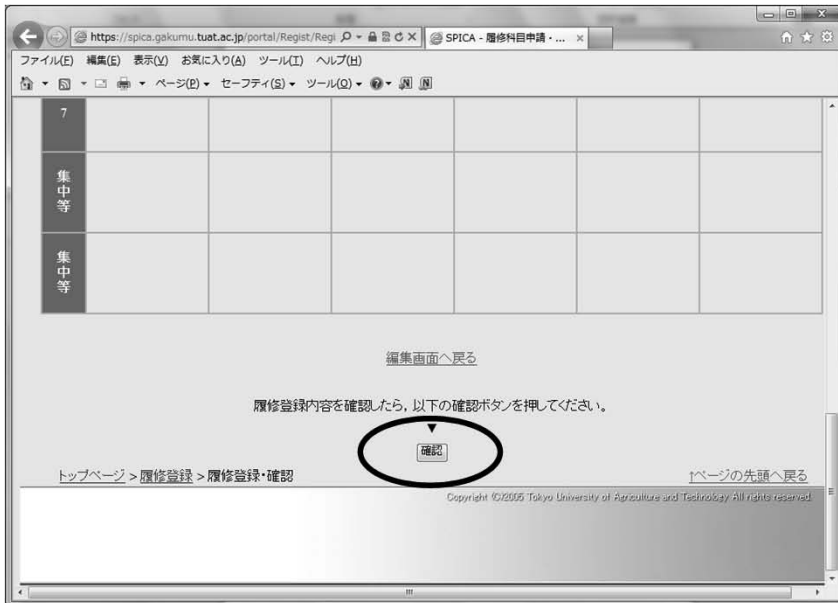 https://spica.gakumu.tuat.ac.jp/portal/Regist/Regi
SPICA - 履修科目申請・...
ファイル(F) 編集(E) 表示(V) お気に入り(A) ツール(T) ヘルプ(H)
ページ(P) セーフティ(S) ツール(O)
7
集中等
集中等
編集画面へ戻る
履修登録内容を確認したら,以下の確認ボタンを押してください。
▼
確認
トップページ > 履修登録 > 履修登録・確認
↑ページの先頭へ戻る
Copyright (C)2005 Tokyo University of Agriculture and Technology All rights reserved.